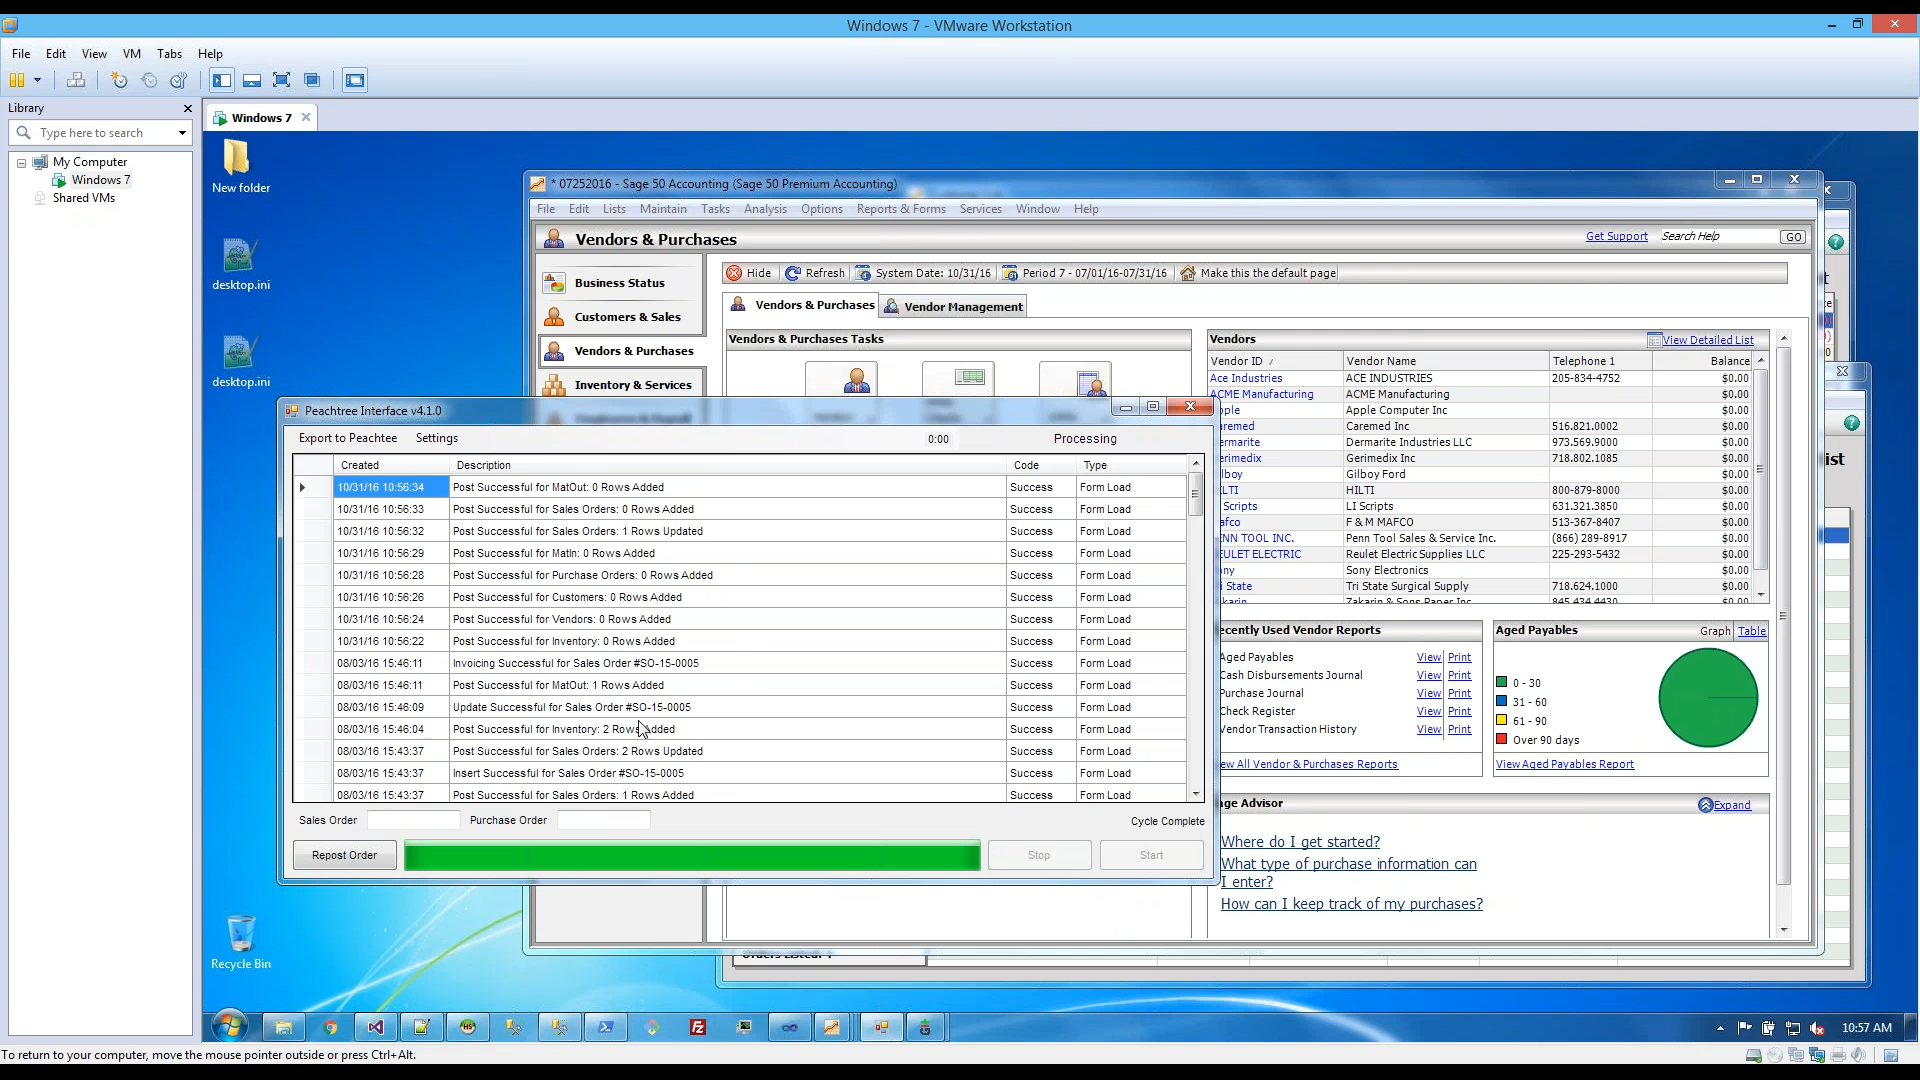 Windows 7 - VMware Workstation
File Edit View VM Tabs Help
Library
Type here to search
My Computer
Windows 7
Shared VMs
Windows 7
New folder
desktop.ini
desktop.ini
Recycle Bin
* 07252016 - Sage 50 Accounting (Sage 50 Premium Accounting)
File Edit Lists Maintain Tasks Analysis Options Reports & Forms Services Window Help
Vendors & Purchases
Get Support Search Help GO
Business Status
Customers & Sales
Vendors & Purchases
Inventory & Services
Hide Refresh System Date: 10/31/16 Period 7 - 07/01/16-07/31/16 Make this the default page
Vendors & Purchases Vendor Management
Vendors & Purchases Tasks
Vendors View Detailed List
Vendor ID / Vendor Name Telephone 1 Balance
Ace Industries ACE INDUSTRIES 205-834-4752 $0.00
ACME Manufacturing ACME Manufacturing $0.00
ple Apple Computer Inc $0.00
aremed Caremed Inc 516.821.0002 $0.00
ermarite Dermarite Industries LLC 973.569.9000 $0.00
erimedix Gerimedix Inc 718.802.1085 $0.00
lboy Gilboy Ford $0.00
LTI HILTI 800-879-8000 $0.00
Scripts LI Scripts 631.321.3850 $0.00
afco F & M MAFCO 513-367-8407 $0.00
ENN TOOL INC. Penn Tool Sales & Service Inc. (866) 289-8917 $0.00
EULET ELECTRIC Reulet Electric Supplies LLC 225-293-5432 $0.00
ny Sony Electronics $0.00
i State Tri State Surgical Supply 718.624.1000 $0.00
akarin Zakarin & Sons Paper Inc 845.434.4430 $0.00
ist
Peachtree Interface v4.1.0
Export to Peachtee Settings 0:00 Processing
Created Description Code Type
10/31/16 10:56:34 Post Successful for MatOut: 0 Rows Added Success Form Load
10/31/16 10:56:33 Post Successful for Sales Orders: 0 Rows Added Success Form Load
10/31/16 10:56:32 Post Successful for Sales Orders: 1 Rows Updated Success Form Load
10/31/16 10:56:29 Post Successful for MatIn: 0 Rows Added Success Form Load
10/31/16 10:56:28 Post Successful for Purchase Orders: 0 Rows Added Success Form Load
10/31/16 10:56:26 Post Successful for Customers: 0 Rows Added Success Form Load
10/31/16 10:56:24 Post Successful for Vendors: 0 Rows Added Success Form Load
10/31/16 10:56:22 Post Successful for Inventory: 0 Rows Added Success Form Load
08/03/16 15:46:11 Invoicing Successful for Sales Order #SO-15-0005 Success Form Load
08/03/16 15:46:11 Post Successful for MatOut: 1 Rows Added Success Form Load
08/03/16 15:46:09 Update Successful for Sales Order #SO-15-0005 Success Form Load
08/03/16 15:46:04 Post Successful for Inventory: 2 Rows Added Success Form Load
08/03/16 15:43:37 Post Successful for Sales Orders: 2 Rows Updated Success Form Load
08/03/16 15:43:37 Insert Successful for Sales Order #SO-15-0005 Success Form Load
08/03/16 15:43:37 Post Successful for Sales Orders: 1 Rows Added Success Form Load
Sales Order Purchase Order Cycle Complete
Repost Order Stop Start
ecently Used Vendor Reports
Aged Payables View Print
Cash Disbursements Journal View Print
Purchase Journal View Print
Check Register View Print
Vendor Transaction History View Print
ew All Vendor & Purchases Reports
Aged Payables Graph Table
0 - 30
31 - 60
61 - 90
Over 90 days
View Aged Payables Report
ge Advisor Expand
Where do I get started?
What type of purchase information can
I enter?
How can I keep track of my purchases?
10:57 AM
To return to your computer, move the mouse pointer outside or press Ctrl+Alt.